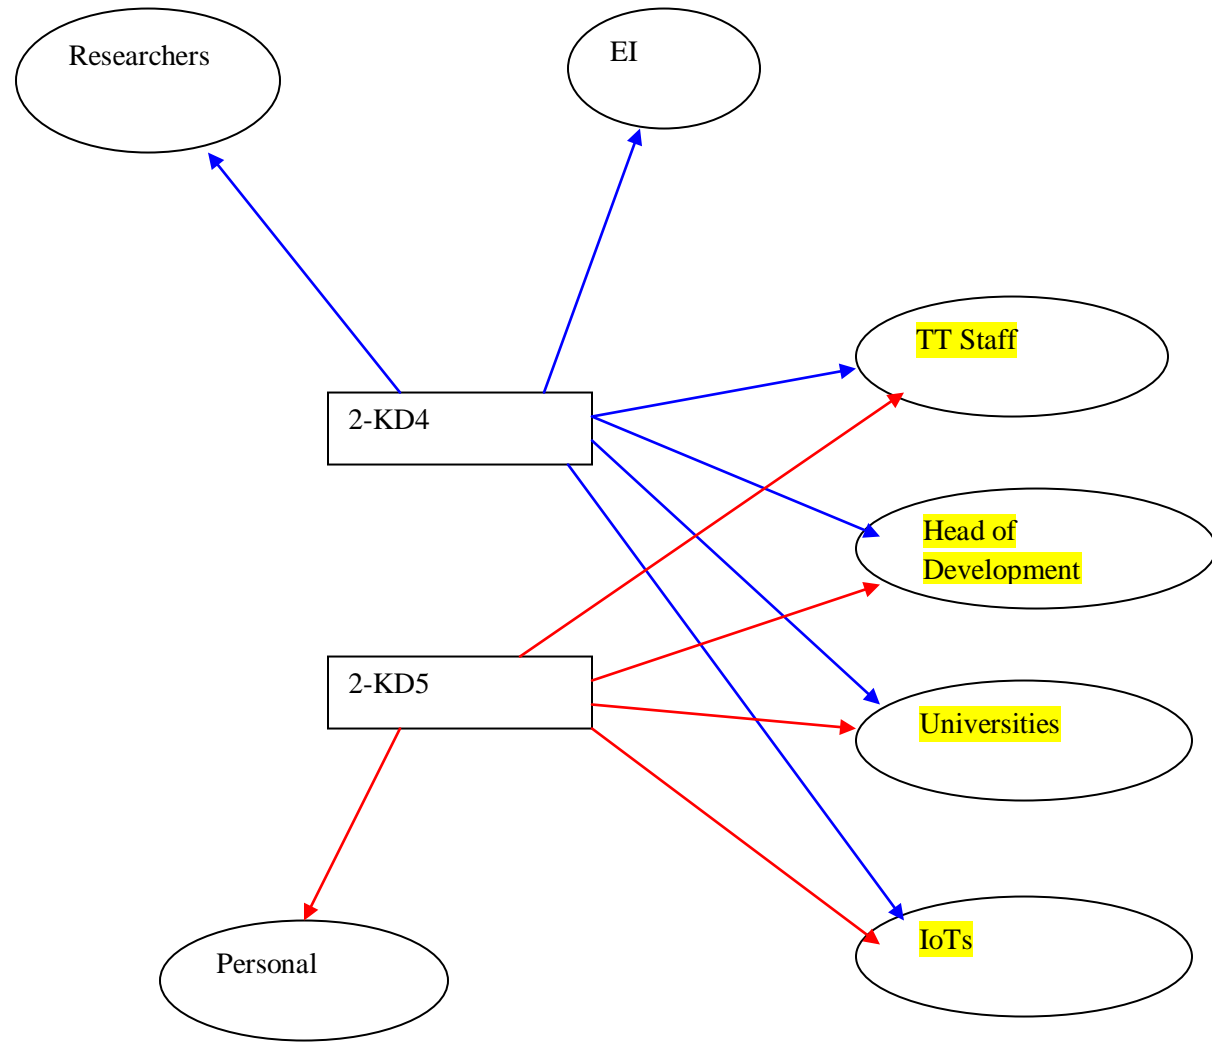 Researchers
EI
TT Staff
2-KD4
Head of
Development
2-KD5
Universities
IoTs
Personal